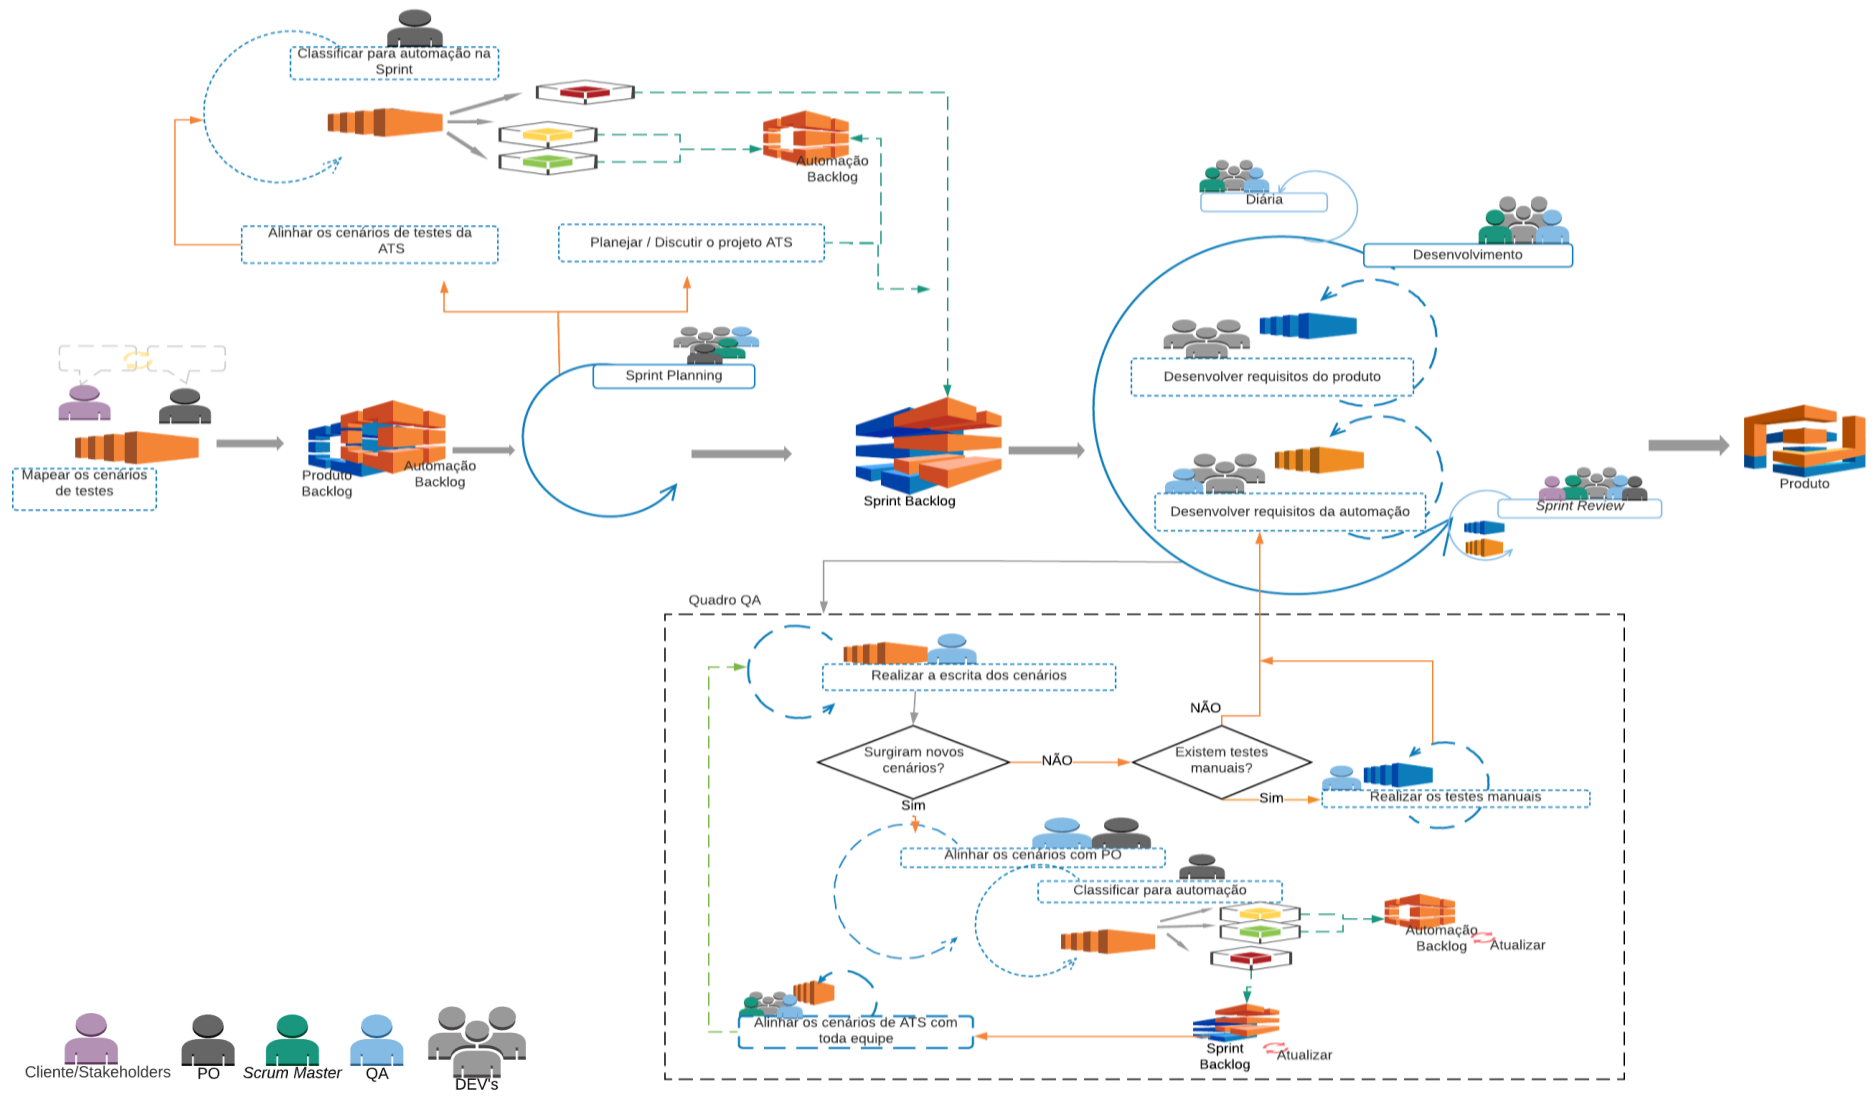 Classificar para automação na
Sprint
Automação
Backlog
Alinhar os cenários de testes da
ATS
Planejar / Discutir o projeto ATS
Diária
Desenvolvimento
Sprint Planning
Desenvolver requisitos do produto
Mapear os cenários
de testes
Produto
Backlog
Automação
Backlog
Sprint Backlog
Desenvolver requisitos da automação
Sprint Review
Produto
Quadro QA
Realizar a escrita dos cenários
Surgiram novos
cenários?
NÃO
Sim
Existem testes
manuais?
NÃO
Sim
Realizar os testes manuais
Alinhar os cenários com PO
Classificar para automação
Automação
Backlog
Atualizar
Sprint
Backlog
Atualizar
Alinhar os cenários de ATS com
toda equipe
Cliente/Stakeholders
PO
Scrum Master
QA
DEV's